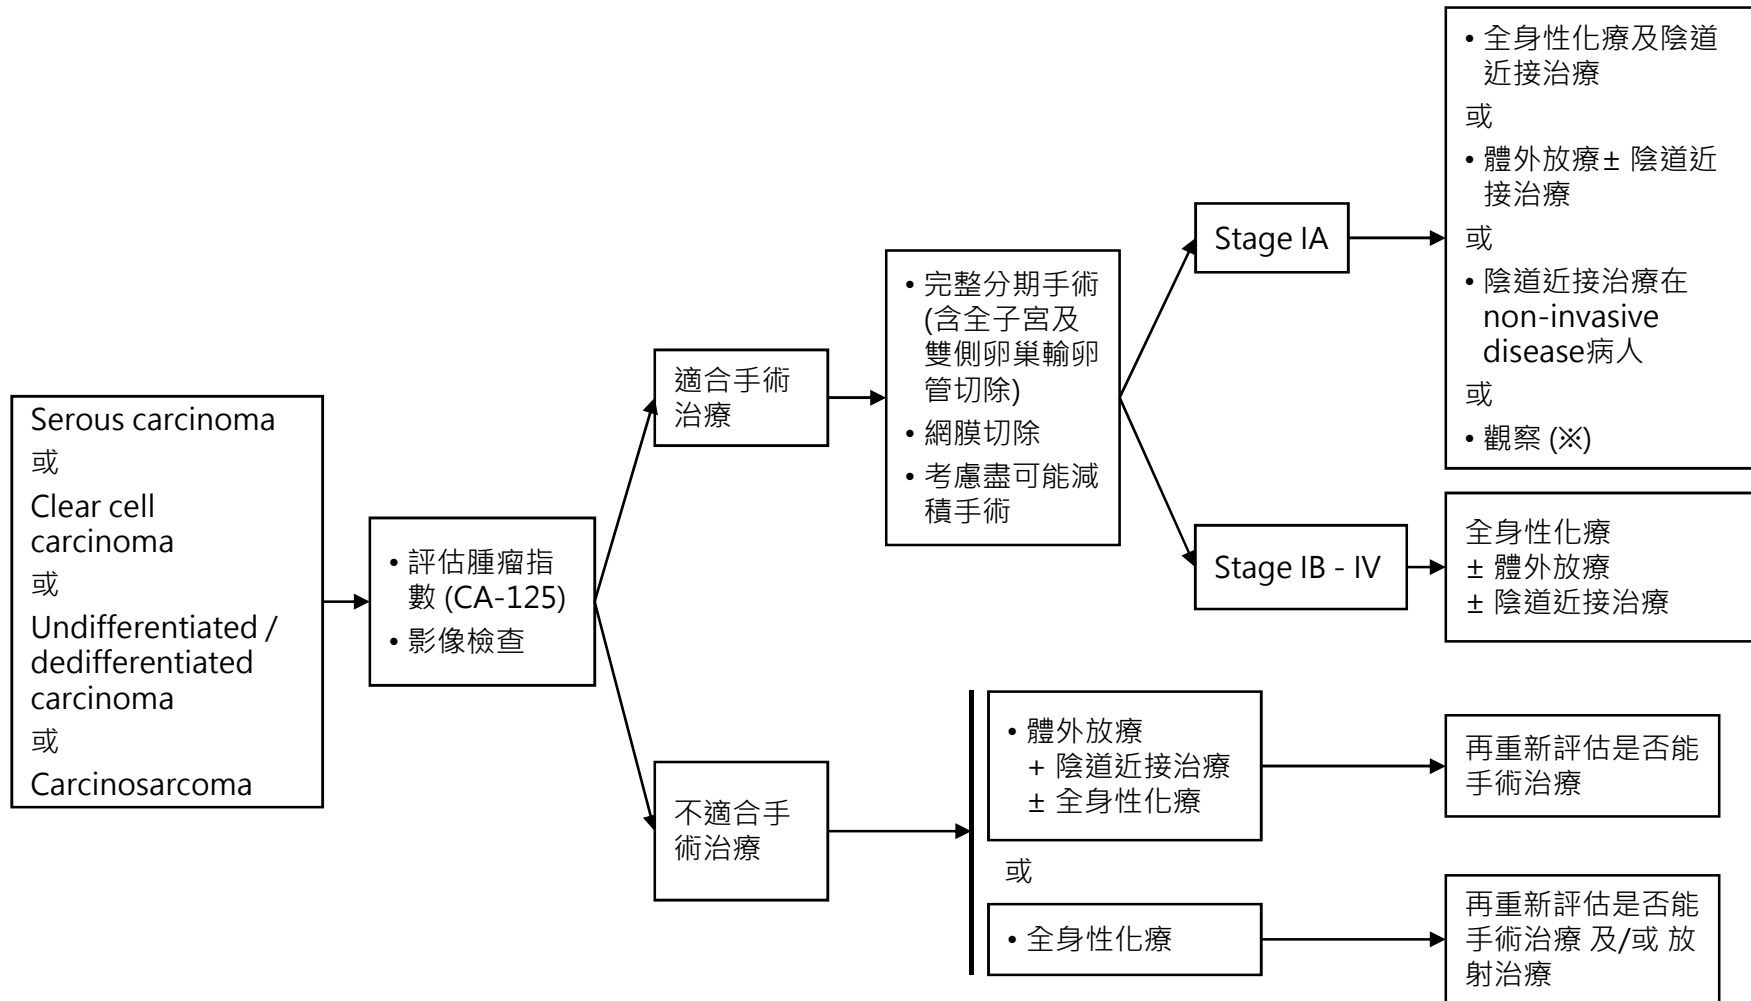 Serous carcinoma
或
Clear cell
carcinoma
或
Undifferentiated /
dedifferentiated
carcinoma
或
Carcinosarcoma
• 評估腫瘤指
數 (CA-125)
• 影像檢查
適合手術
治療
• 完整分期手術
(含全子宮及
雙側卵巢輸卵
管切除)
• 網膜切除
• 考慮盡可能減
積手術
Stage IA
• 全身性化療及陰道
近接治療
或
• 體外放療± 陰道近
接治療
或
• 陰道近接治療在
non-invasive
disease病人
或
• 觀察 (※)
Stage IB - IV
全身性化療
± 體外放療
± 陰道近接治療
不適合手
術治療
• 體外放療
+ 陰道近接治療
± 全身性化療
再重新評估是否能
手術治療
或
• 全身性化療
再重新評估是否能
手術治療 及/或 放
射治療